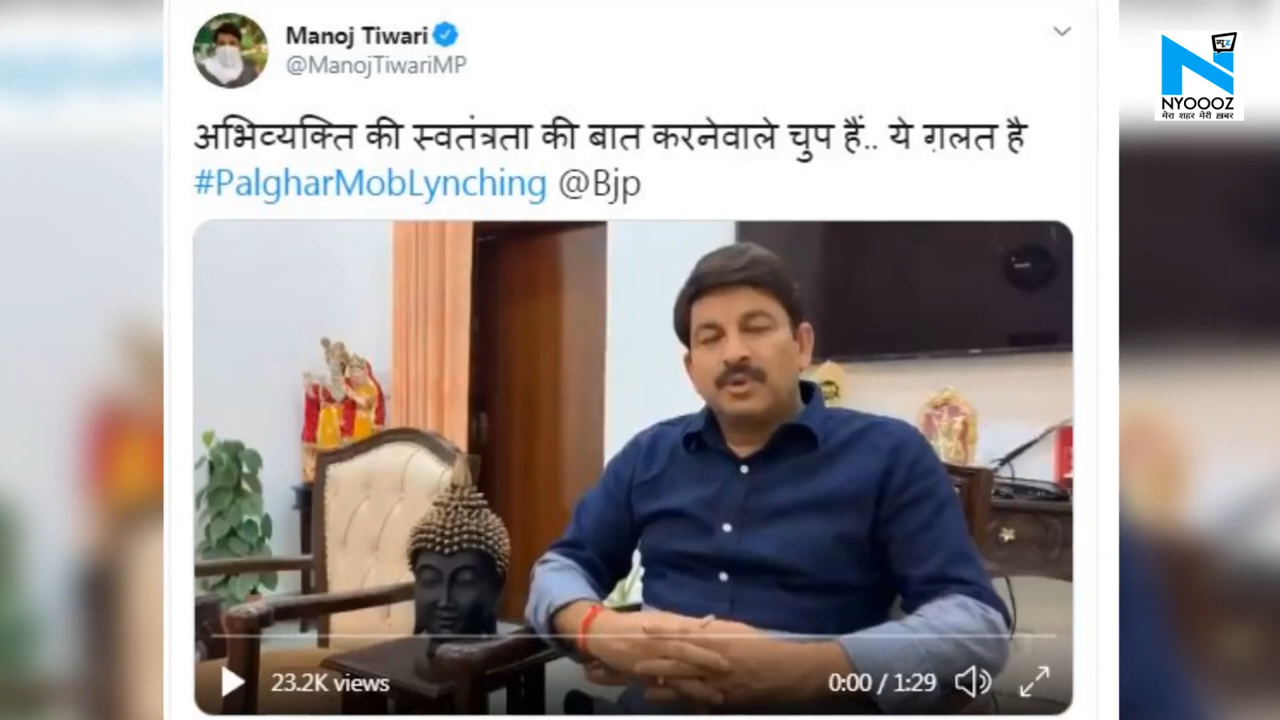 Manoj Tiwari
@ManojTiwariMP
अभिव्यक्ति की स्वतंत्रता की बात करनेवाले चुप हैं.. ये ग़लत है
#PalgharMobLynching @Bjp
23.2K views
0:00 / 1:29
न्यूज़
NYOOOZ
मेरा शहर मेरी ख़बर